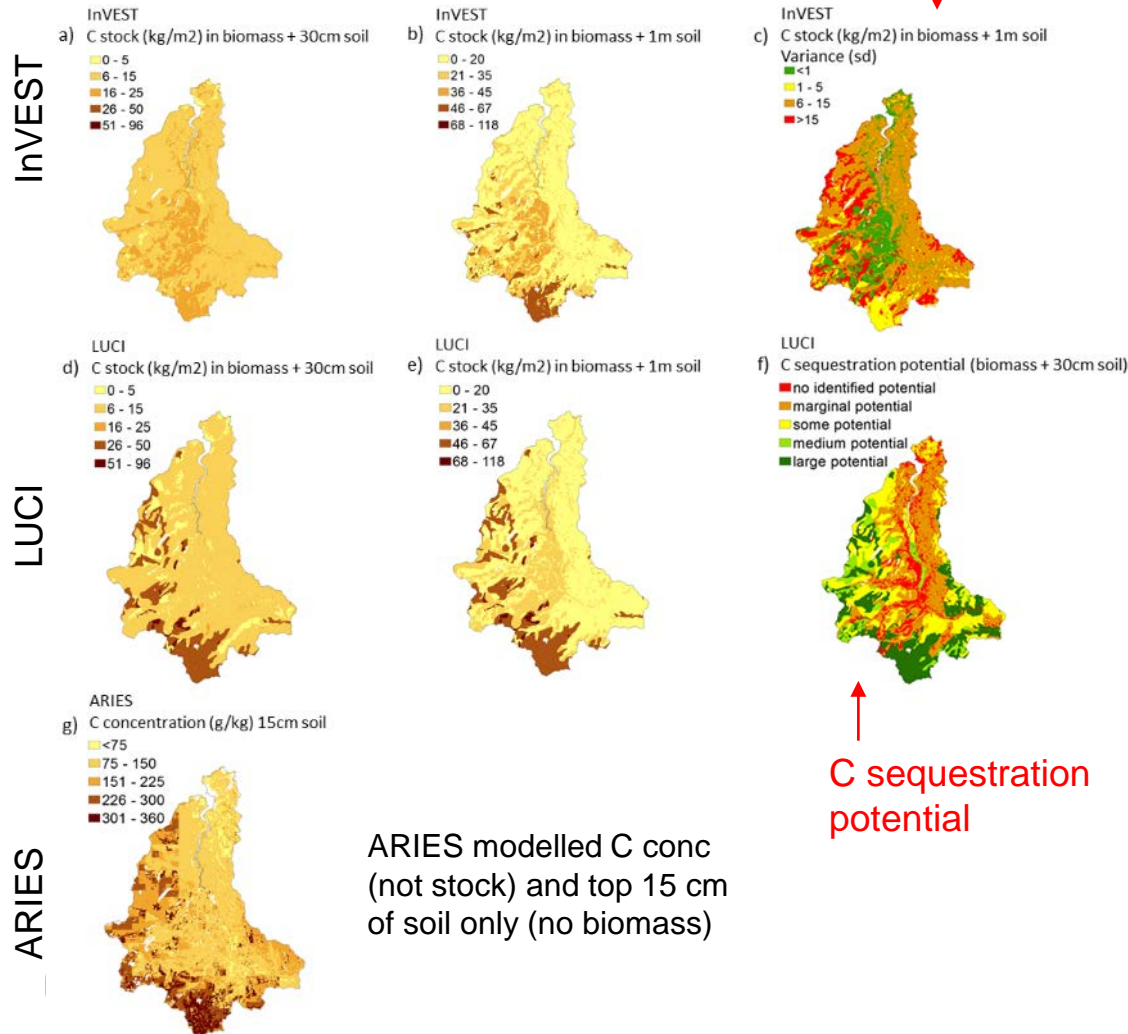 InVEST
InVEST
a) C stock (kg/m2) in biomass + 30cm soil
0 - 5
6 - 15
16 - 25
26 - 50
51 - 96
InVEST
b) C stock (kg/m2) in biomass + 1m soil
0 - 20
21 - 35
36 - 45
46 - 67
68 - 118
InVEST
c) C stock (kg/m2) in biomass + 1m soil
Variance (sd)
<1
1 - 5
6 - 15
>15
LUCI
LUCI
d) C stock (kg/m2) in biomass + 30cm soil
0 - 5
6 - 15
16 - 25
26 - 50
51 - 96
LUCI
e) C stock (kg/m2) in biomass + 1m soil
0 - 20
21 - 35
36 - 45
46 - 67
68 - 118
LUCI
f) C sequestration potential (biomass + 30cm soil)
no identified potential
marginal potential
some potential
medium potential
large potential
C sequestration
potential
ARIES
ARIES
g) C concentration (g/kg) 15cm soil
<75
75 - 150
151 - 225
226 - 300
301 - 360
ARIES modelled C conc
(not stock) and top 15 cm
of soil only (no biomass)